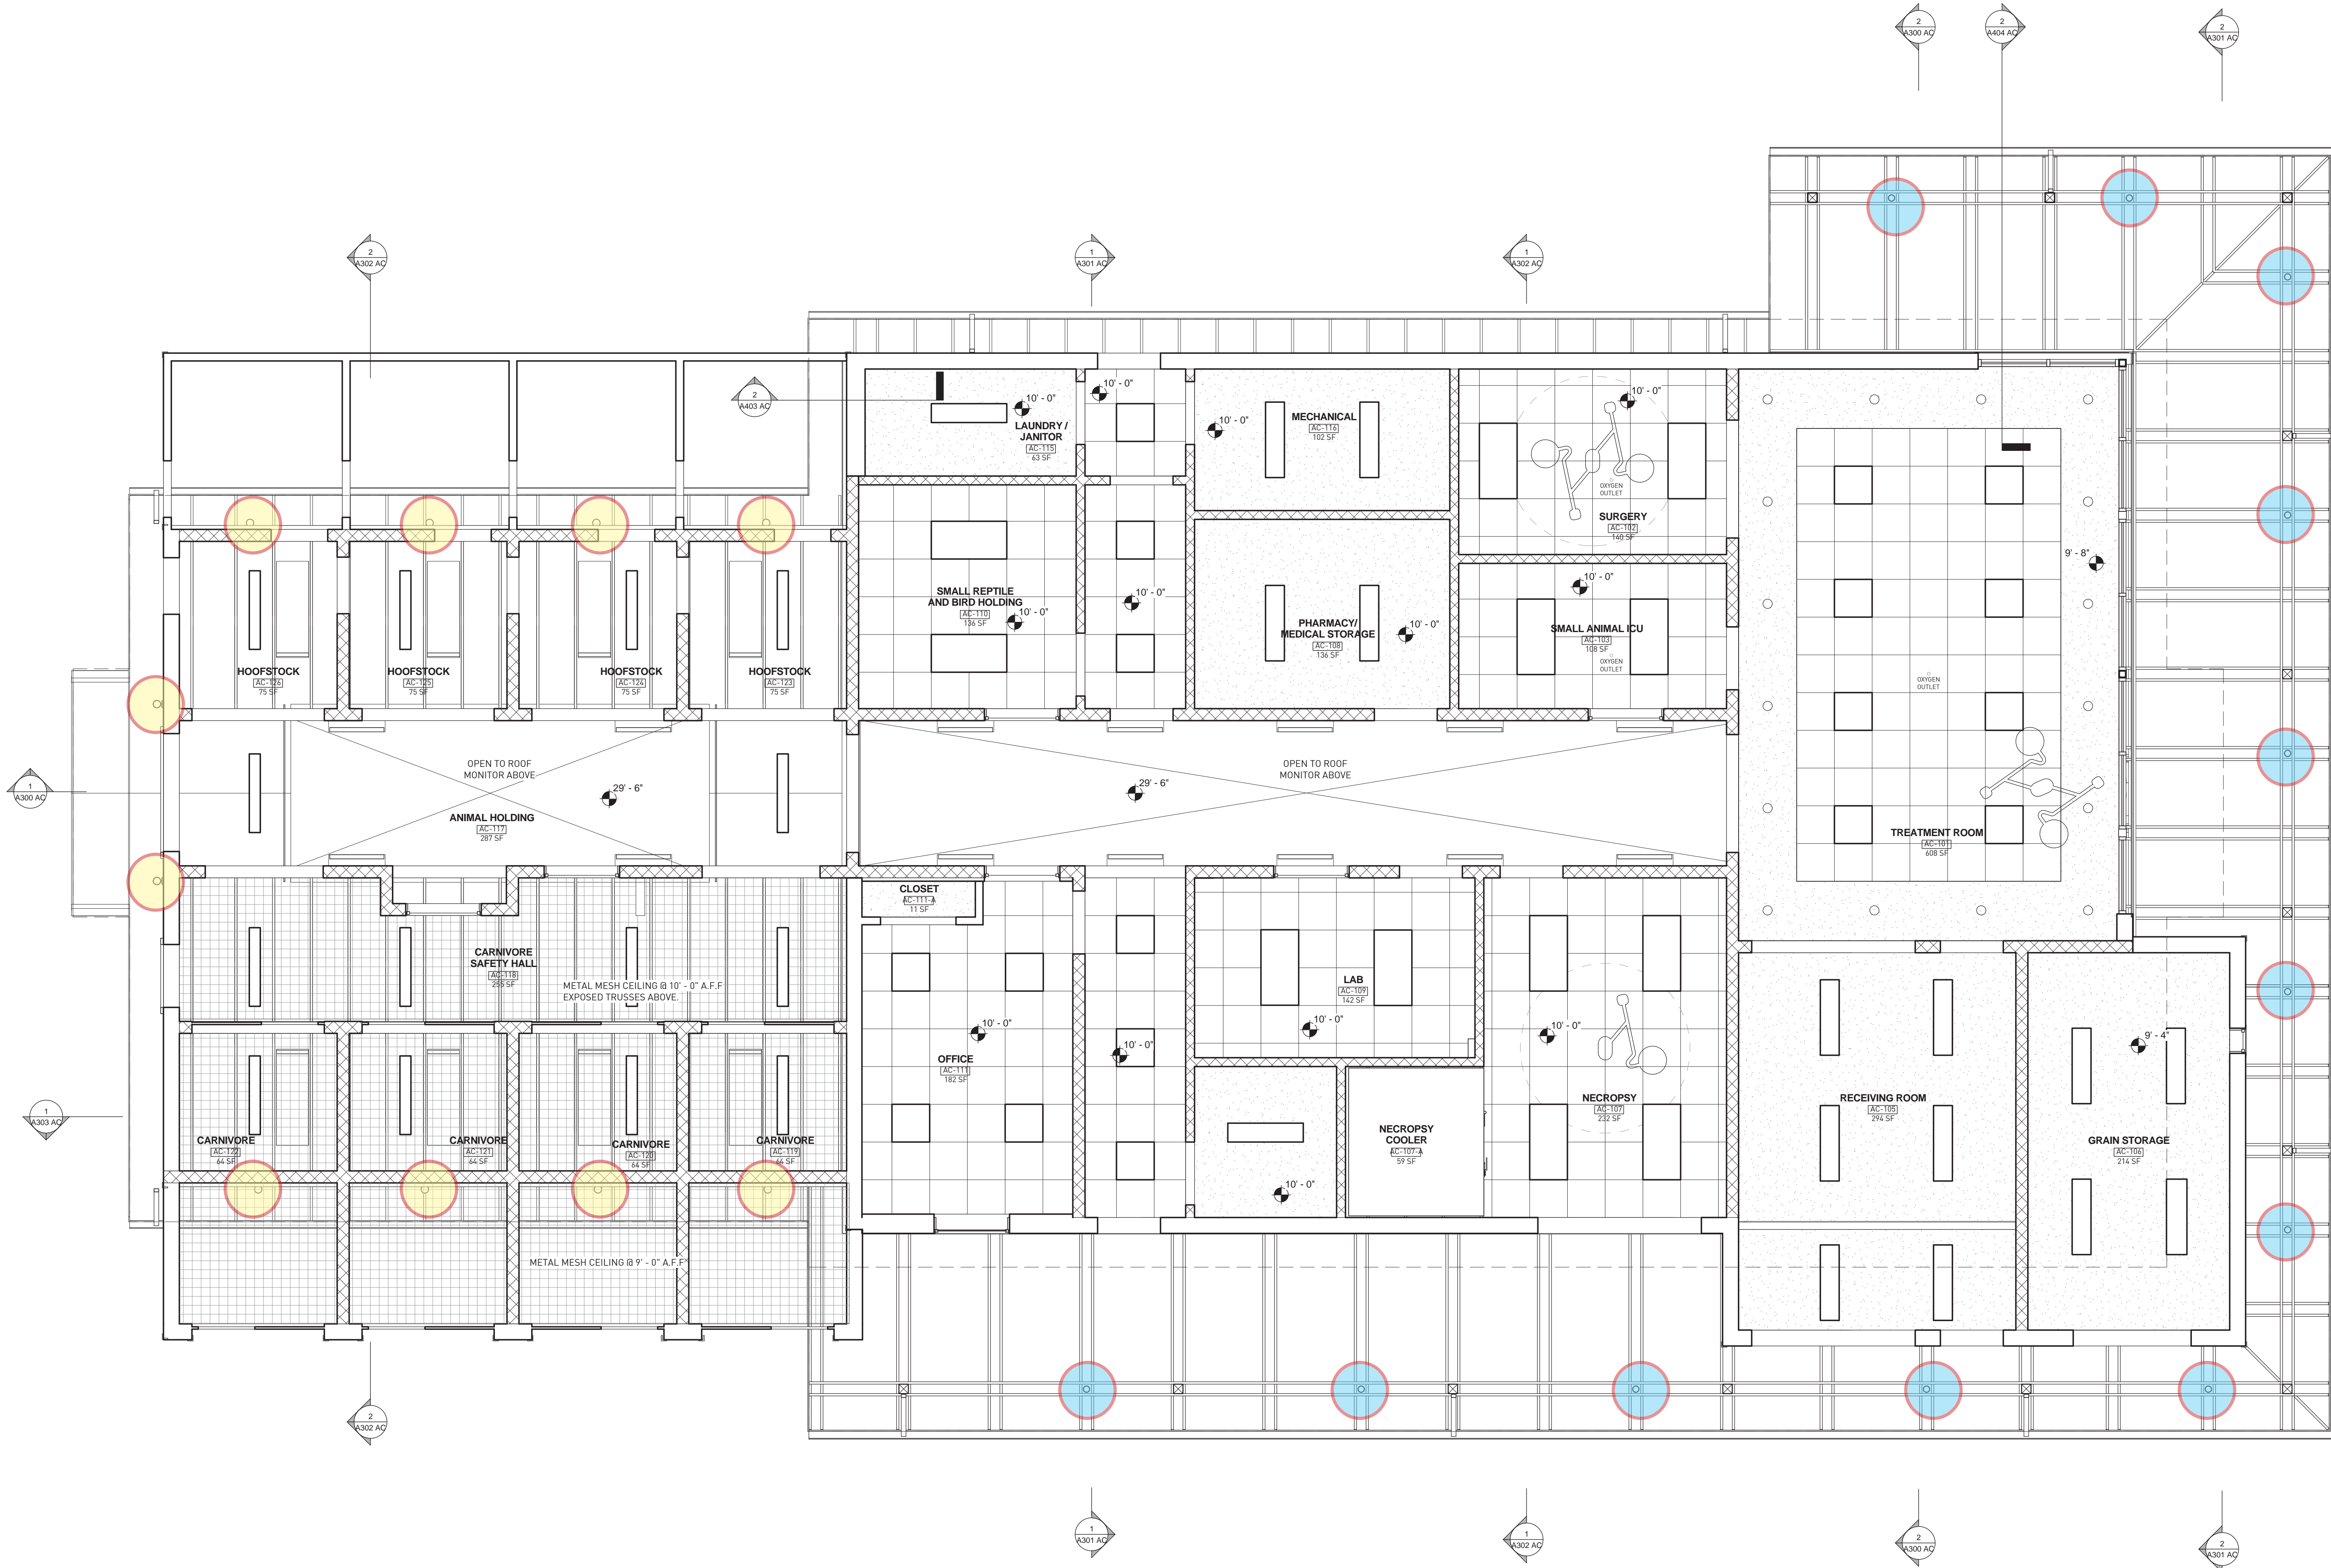 2
A300 AC
2
A404 AC
2
A301 AC
2
A302 AC
1
A301 AC
1
A302 AC
2
A403 AC
10' - 0"
LAUNDRY /
JANITOR
AC-115
63 SF
10' - 0"
10' - 0"
MECHANICAL
AC-116
102 SF
10' - 0"
OXYGEN
OUTLET
SURGERY
AC-102
140 SF
9' - 8"
SMALL REPTILE
AND BIRD HOLDING
AC-110
136 SF
10' - 0"
10' - 0"
PHARMACY/
MEDICAL STORAGE
AC-108
136 SF
10' - 0"
10' - 0"
SMALL ANIMAL ICU
AC-103
108 SF
OXYGEN
OUTLET
OXYGEN
OUTLET
HOOFSTOCK
AC-126
75 SF
HOOFSTOCK
AC-125
75 SF
HOOFSTOCK
AC-124
75 SF
HOOFSTOCK
AC-123
75 SF
1
A300 AC
OPEN TO ROOF
MONITOR ABOVE
29' - 6"
ANIMAL HOLDING
AC-117
287 SF
29' - 6"
OPEN TO ROOF
MONITOR ABOVE
TREATMENT ROOM
AC-101
608 SF
CLOSET
AC-111-A
11 SF
CARNIVORE
SAFETY HALL
AC-118
255 SF
METAL MESH CEILING @ 10' - 0" A.F.F
EXPOSED TRUSSES ABOVE.
LAB
AC-109
142 SF
10' - 0"
10' - 0"
OFFICE
AC-111
182 SF
10' - 0"
10' - 0"
9' - 4"
1
A303 AC
CARNIVORE
AC-122
64 SF
CARNIVORE
AC-121
64 SF
CARNIVORE
AC-120
64 SF
CARNIVORE
AC-119
64 SF
10' - 0"
NECROPSY
COOLER
AC-107-A
59 SF
NECROPSY
AC-107
232 SF
RECEIVING ROOM
AC-105
294 SF
GRAIN STORAGE
AC-106
214 SF
METAL MESH CEILING @ 9' - 0" A.F.F
2
A302 AC
1
A301 AC
1
A302 AC
2
A300 AC
2
A301 AC